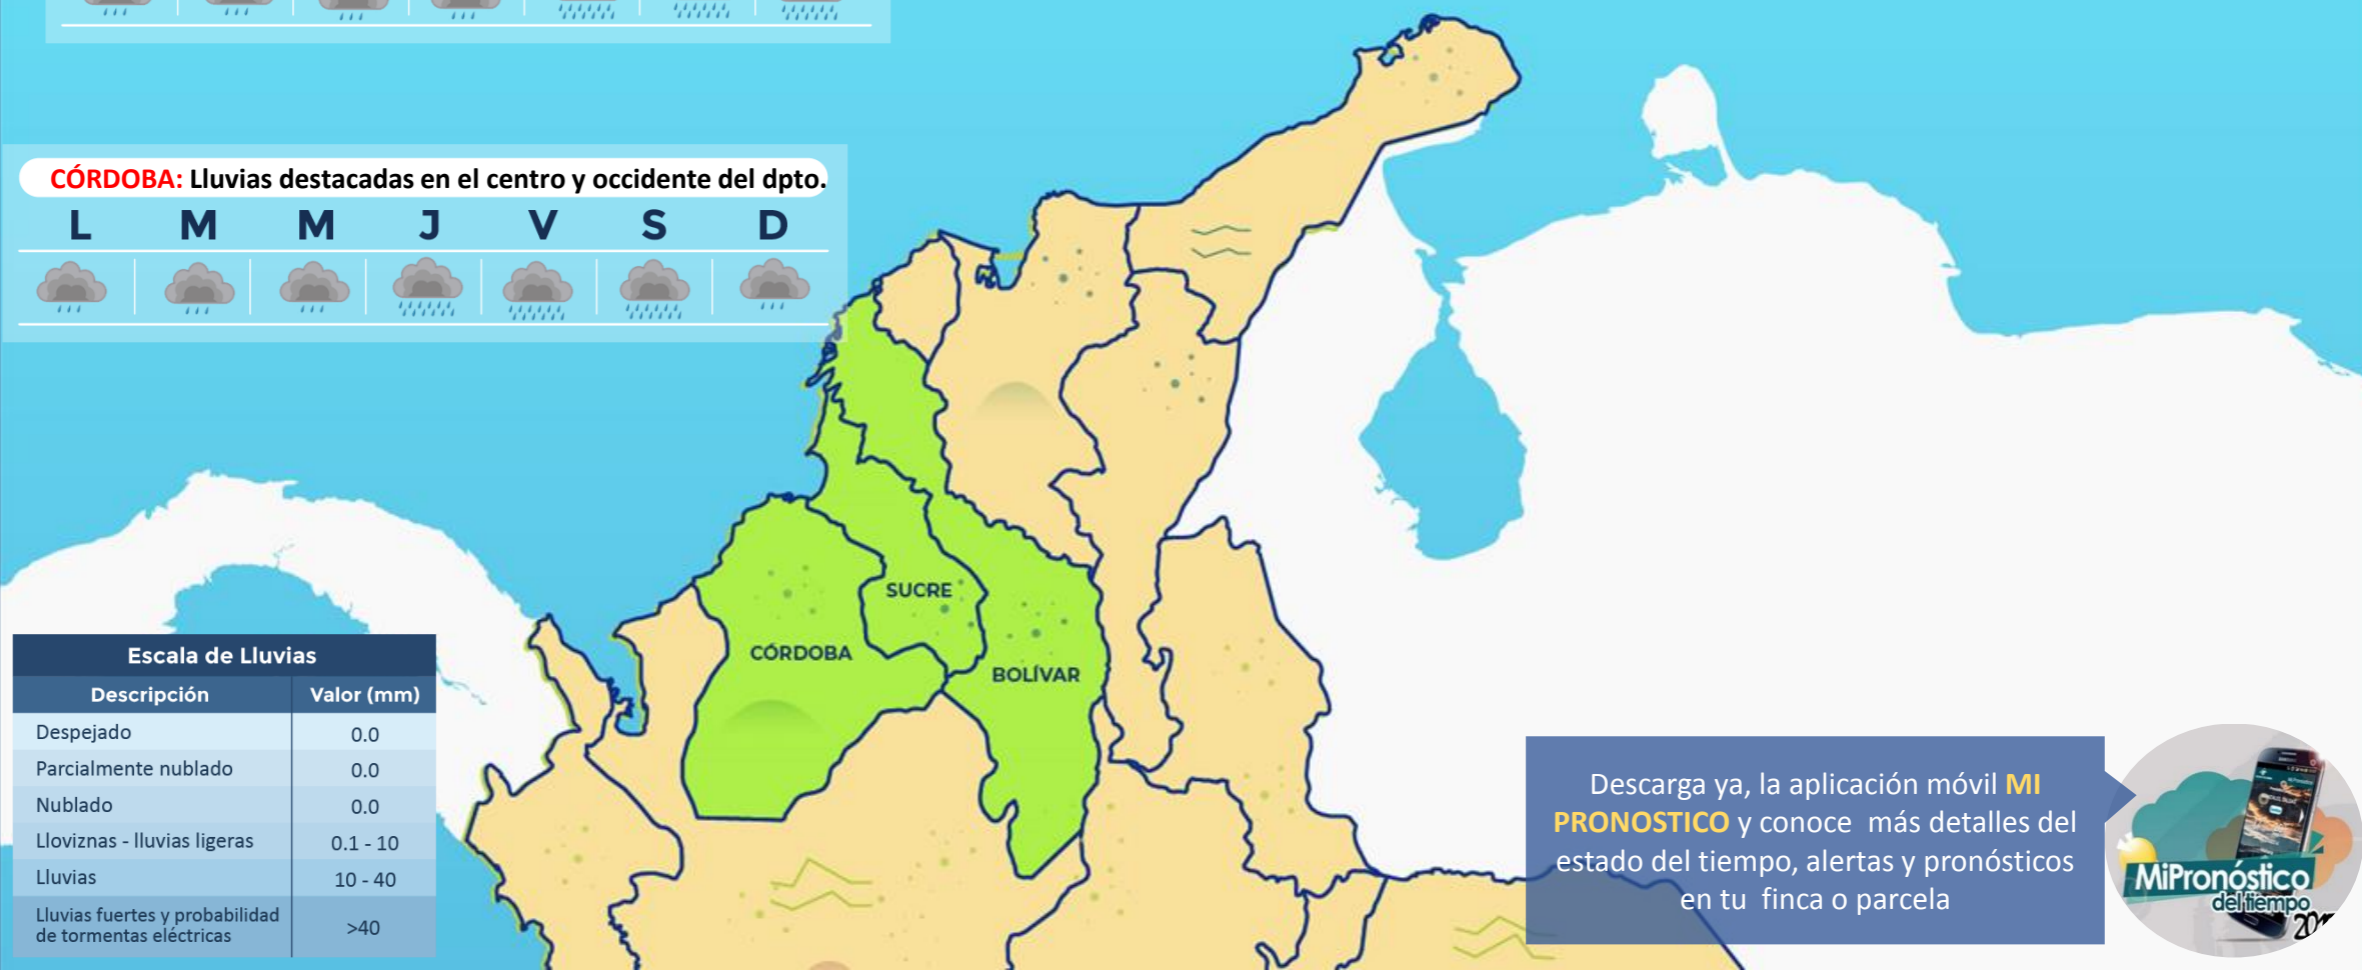 CÓRDOBA: Lluvias destacadas en el centro y occidente del dpto.
L M M J V S D
SUCRE
CÓRDOBA
BOLÍVAR
Escala de Lluvias
Descripción Valor (mm)
Despejado 0.0
Parcialmente nublado 0.0
Nublado 0.0
Lloviznas - lluvias ligeras 0.1 - 10
Lluvias 10 - 40
Lluvias fuertes y probabilidad
de tormentas eléctricas >40
Descarga ya, la aplicación móvil MI
PRONOSTICO y conoce más detalles del
estado del tiempo, alertas y pronósticos
en tu finca o parcela
MiPronóstico
del tiempo